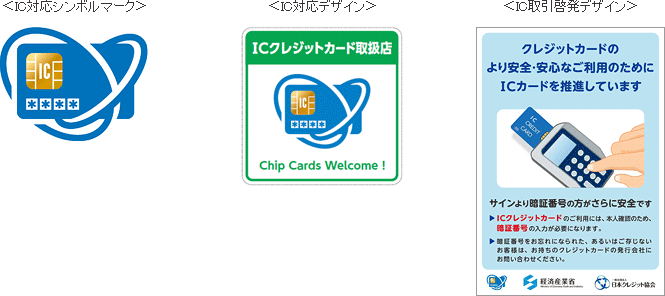 ＜IC対応シンボルマーク＞
IC
****
＜IC対応デザイン＞
ICクレジットカード取扱店
IC
****
Chip Cards Welcome !
＜IC取引啓発デザイン＞
クレジットカードの
より安全・安心なご利用のために
ICカードを推進しています
IC
CREDIT
CARD
サインより暗証番号の方がさらに安全です
▶ICクレジットカードのご利用には、本人確認のため、
暗証番号の入力が必要になります。
▶暗証番号をお忘れになられた、あるいはご存じない
お客様は、お持ちのクレジットカードの発行会社に
お問い合わせください。
経済産業省
日本クレジット協会